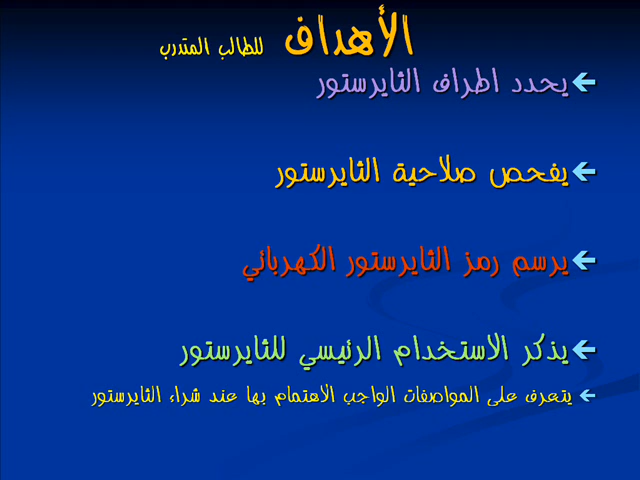 الأهداف للطالب المتدرب
يحدد اطراف الثايرستور
يفحص صلاحية الثايرستور
يرسم رمز الثايرستور الكهربائي
يذكر الاستخدام الرئيسي للثايرستور
يتعرف على المواصفات الواجب الاهتمام بها عند شراء الثايرستور